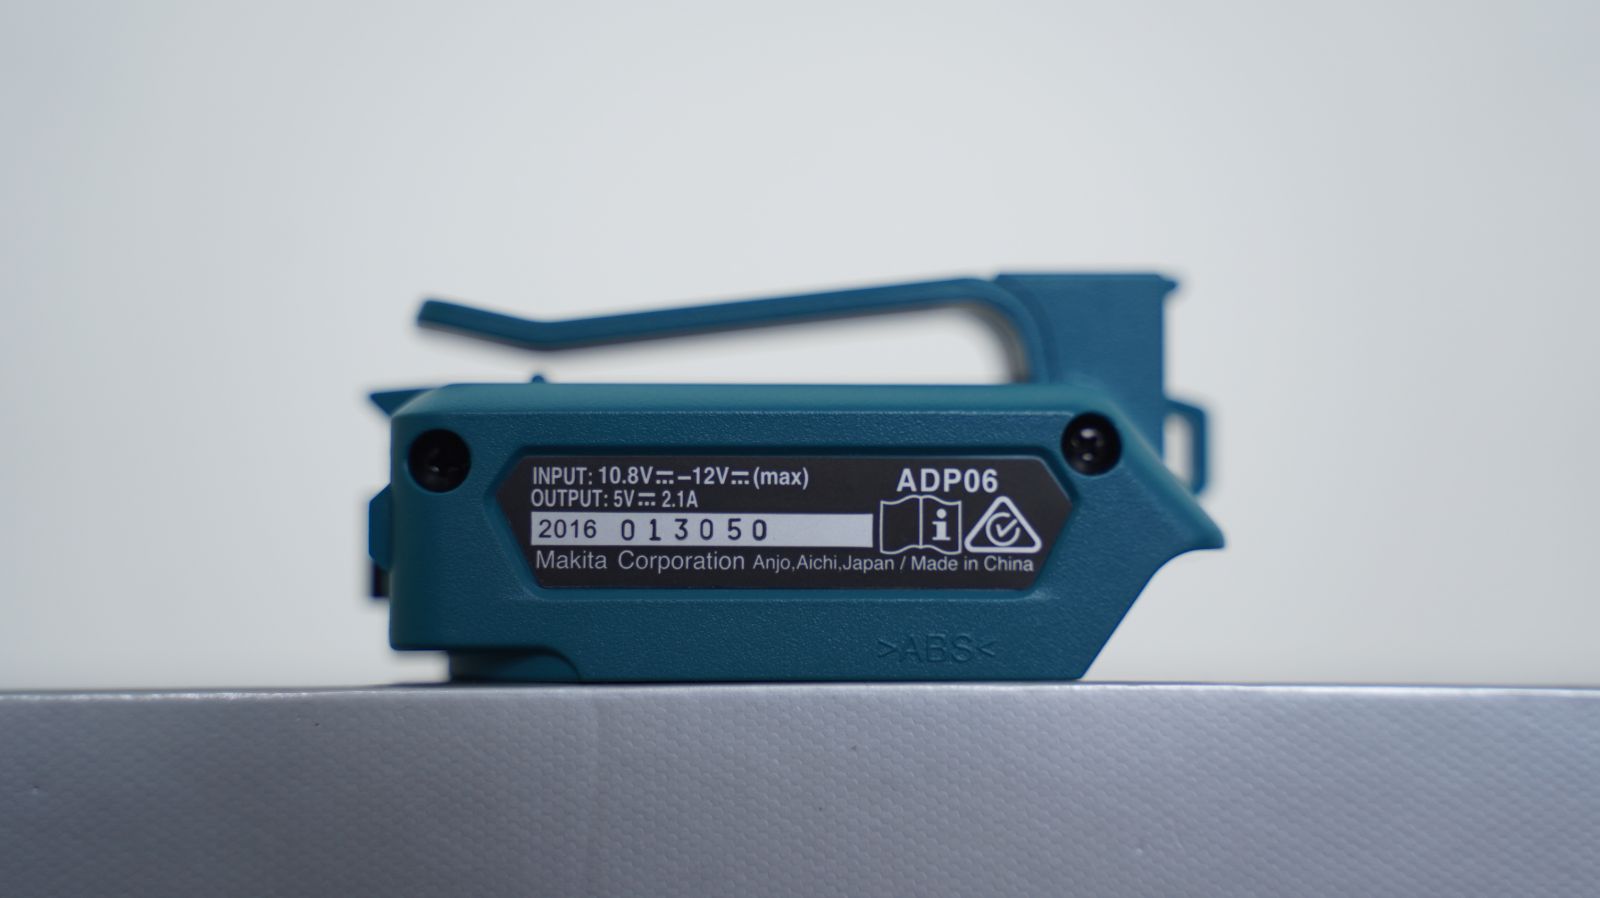 INPUT: 10.8V⎓–12V⎓(max)
OUTPUT: 5V⎓ 2.1A
ADP06
2016 013050
Makita Corporation Anjo,Aichi,Japan / Made in China
>ABS<